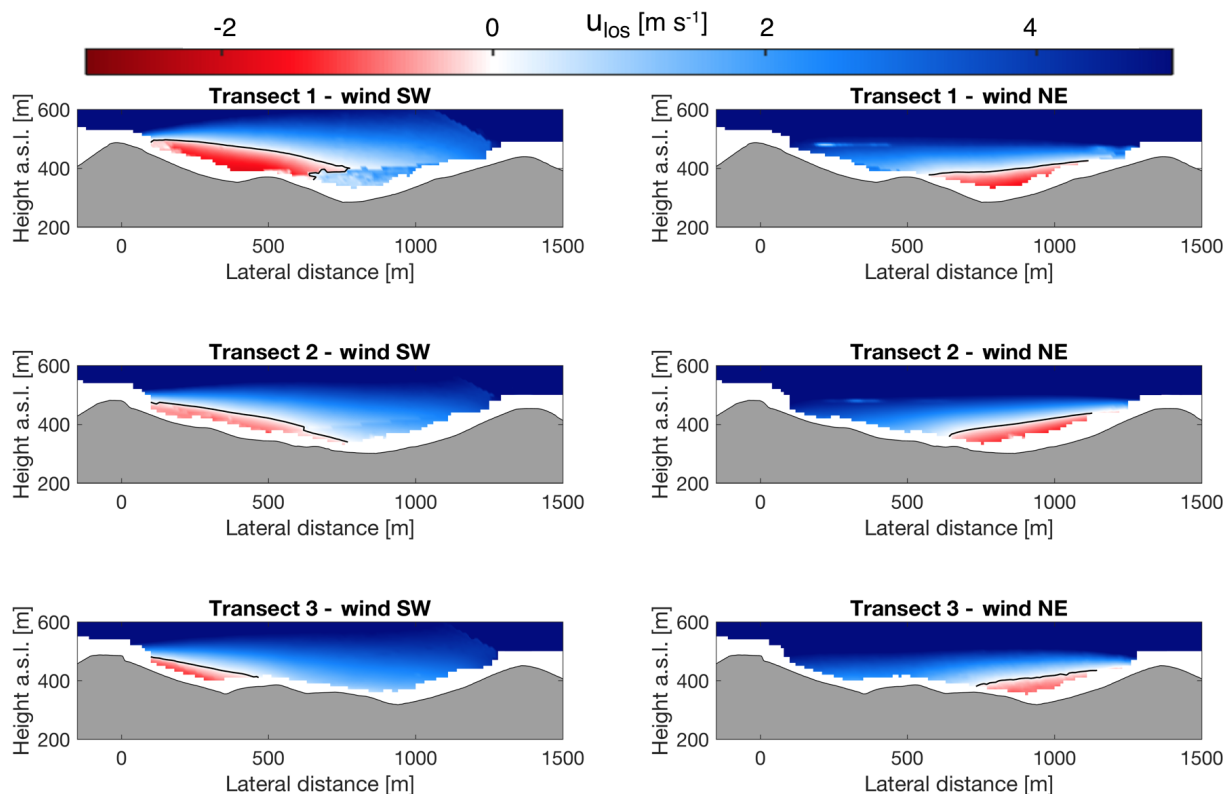 u_los [m s⁻¹]
-2 0 2 4
Transect 1 - wind SW
Height a.s.l. [m]
600
400
200
0 500 1000 1500
Lateral distance [m]
Transect 1 - wind NE
Height a.s.l. [m]
600
400
200
0 500 1000 1500
Lateral distance [m]
Transect 2 - wind SW
Height a.s.l. [m]
600
400
200
0 500 1000 1500
Lateral distance [m]
Transect 2 - wind NE
Height a.s.l. [m]
600
400
200
0 500 1000 1500
Lateral distance [m]
Transect 3 - wind SW
Height a.s.l. [m]
600
400
200
0 500 1000 1500
Lateral distance [m]
Transect 3 - wind NE
Height a.s.l. [m]
600
400
200
0 500 1000 1500
Lateral distance [m]